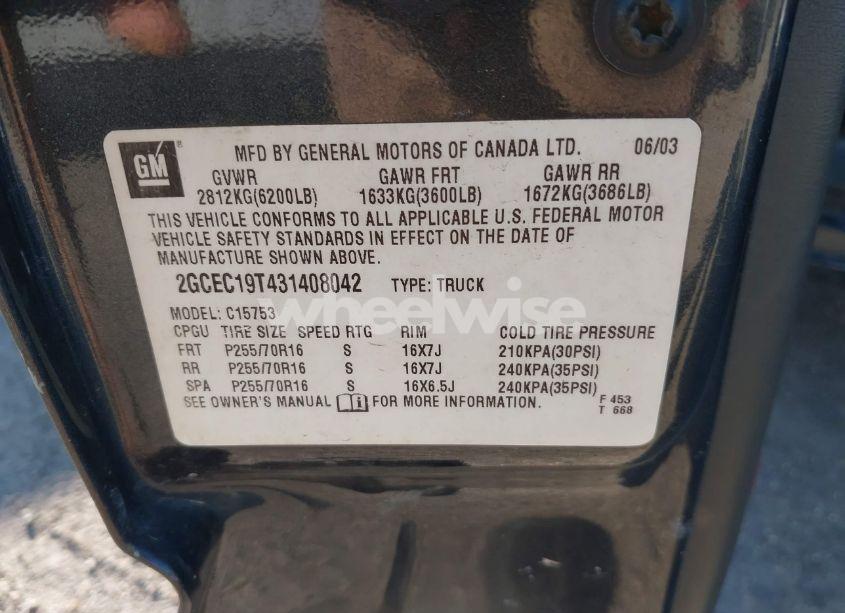 GM ® MFD BY GENERAL MOTORS OF CANADA LTD. 06/03
GVWR GAWR FRT GAWR RR
2812KG(6200LB) 1633KG(3600LB) 1672KG(3686LB)
THIS VEHICLE CONFORMS TO ALL APPLICABLE U.S. FEDERAL MOTOR
VEHICLE SAFETY STANDARDS IN EFFECT ON THE DATE OF
MANUFACTURE SHOWN ABOVE.
2GCEC19T431408042 TYPE: TRUCK
wheelwise
MODEL: C15753
CPGU TIRE SIZE SPEED RTG RIM COLD TIRE PRESSURE
FRT P255/70R16 S 16X7J 210KPA(30PSI)
RR P255/70R16 S 16X7J 240KPA(35PSI)
SPA P255/70R16 S 16X6.5J 240KPA(35PSI)
SEE OWNER'S MANUAL i FOR MORE INFORMATION. F 453
T 668